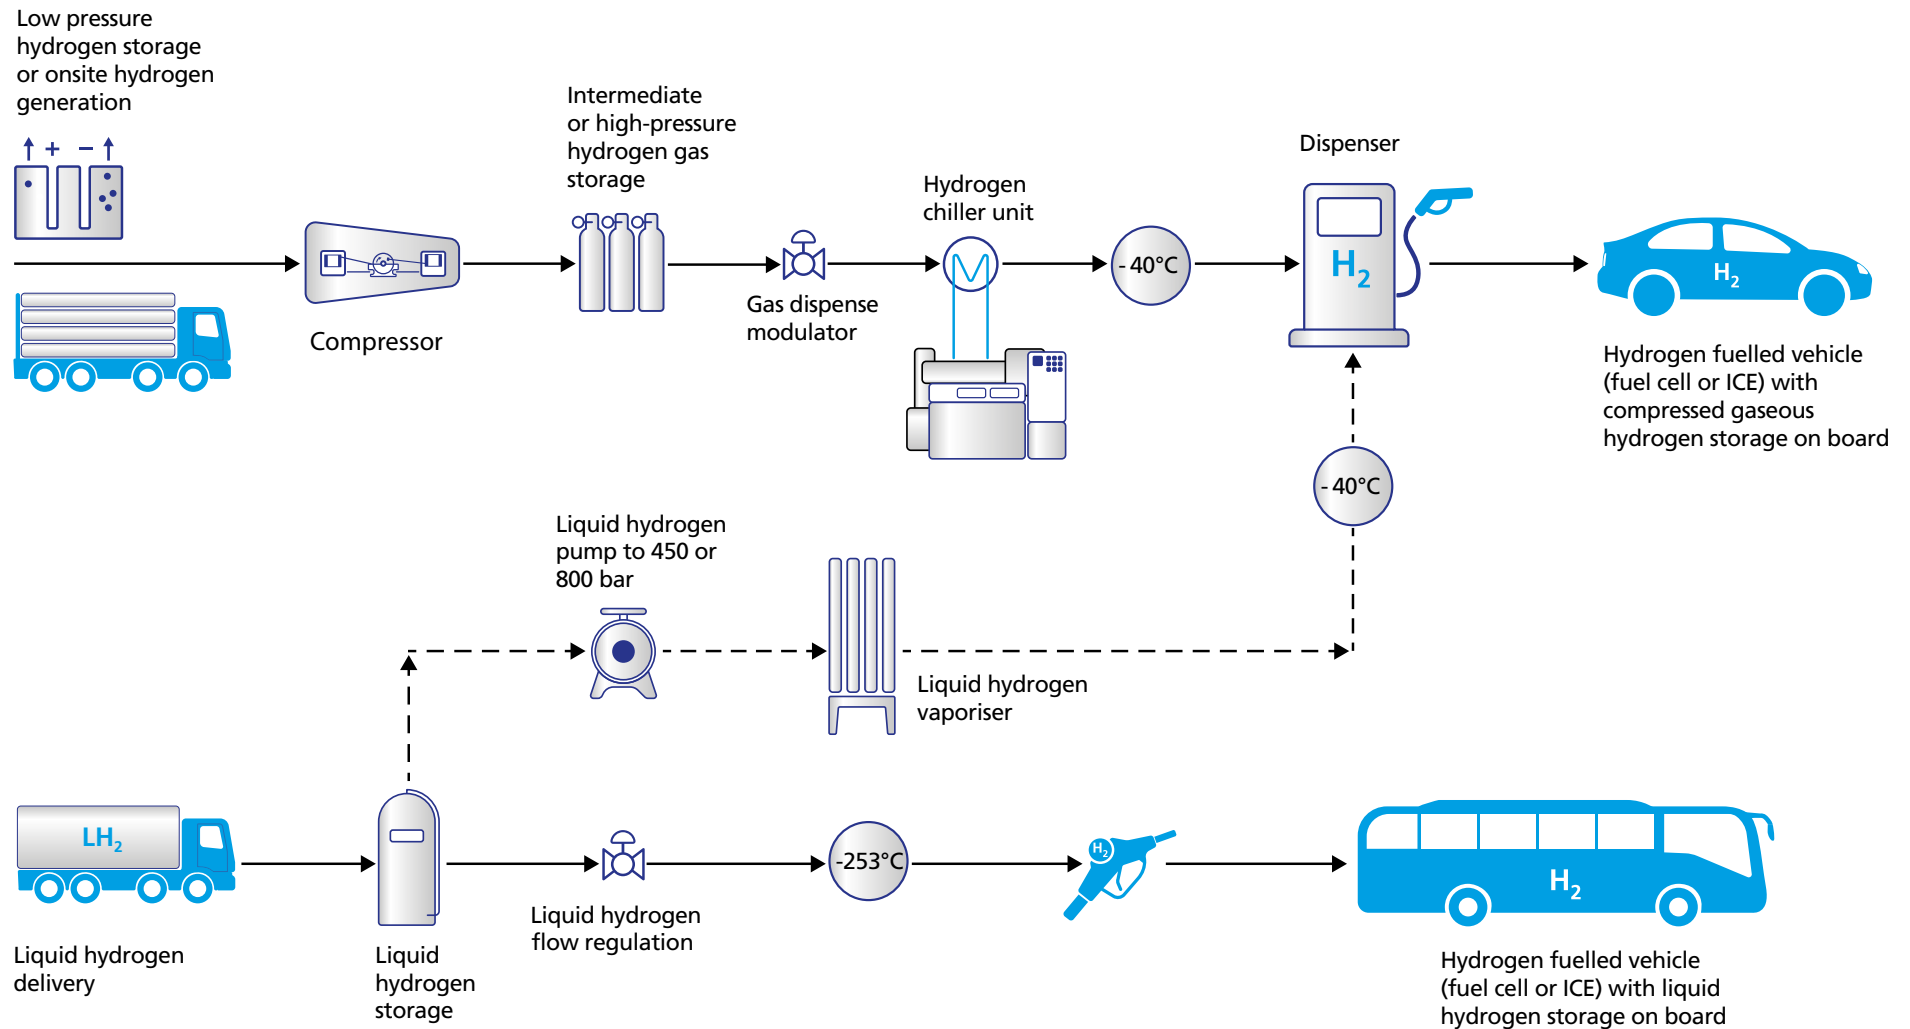 Low pressure
hydrogen storage
or onsite hydrogen
generation
+ −
Compressor
Intermediate
or high-pressure
hydrogen gas
storage
Gas dispense
modulator
Hydrogen
chiller unit
- 40°C
Dispenser
H2
H2
Hydrogen fuelled vehicle
(fuel cell or ICE) with
compressed gaseous
hydrogen storage on board
- 40°C
Liquid hydrogen
pump to 450 or
800 bar
Liquid hydrogen
vaporiser
LH2
Liquid hydrogen
delivery
Liquid
hydrogen
storage
Liquid hydrogen
flow regulation
-253°C
H2
H2
Hydrogen fuelled vehicle
(fuel cell or ICE) with liquid
hydrogen storage on board